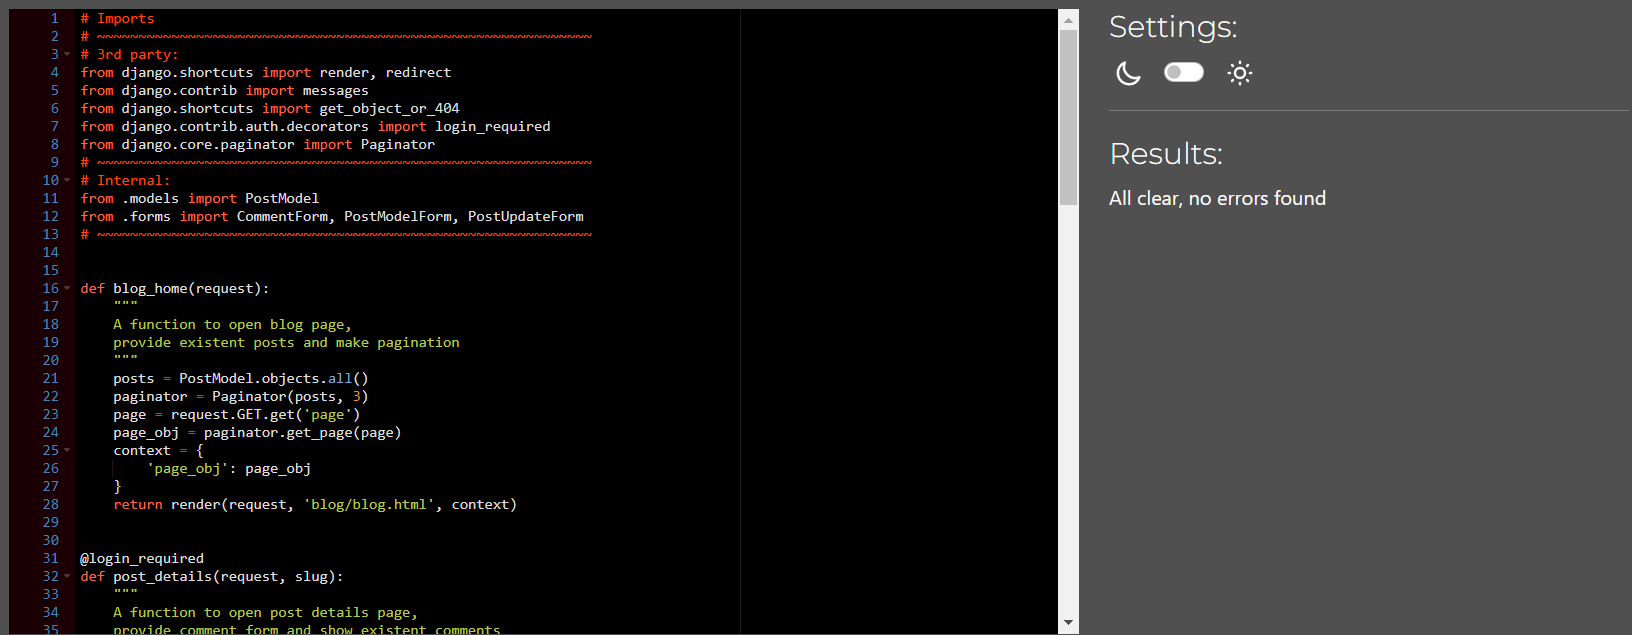 1 # Imports
2 # ~~~~~~~~~~~~~~~~~~~~~~~~~~~~~~~~~~~~~~~~~~~~~~~~~~~~~~~~~~~~
3 # 3rd party:
4 from django.shortcuts import render, redirect
5 from django.contrib import messages
6 from django.shortcuts import get_object_or_404
7 from django.contrib.auth.decorators import login_required
8 from django.core.paginator import Paginator
9 # ~~~~~~~~~~~~~~~~~~~~~~~~~~~~~~~~~~~~~~~~~~~~~~~~~~~~~~~~~~~~
10 # Internal:
11 from .models import PostModel
12 from .forms import CommentForm, PostModelForm, PostUpdateForm
13 # ~~~~~~~~~~~~~~~~~~~~~~~~~~~~~~~~~~~~~~~~~~~~~~~~~~~~~~~~~~~~
14
15
16 def blog_home(request):
17     """
18     A function to open blog page,
19     provide existent posts and make pagination
20     """
21     posts = PostModel.objects.all()
22     paginator = Paginator(posts, 3)
23     page = request.GET.get('page')
24     page_obj = paginator.get_page(page)
25     context = {
26         'page_obj': page_obj
27     }
28     return render(request, 'blog/blog.html', context)
29
30
31 @login_required
32 def post_details(request, slug):
33     """
34     A function to open post details page,
35     provide comment form and show existent comments
Settings:
Results:
All clear, no errors found